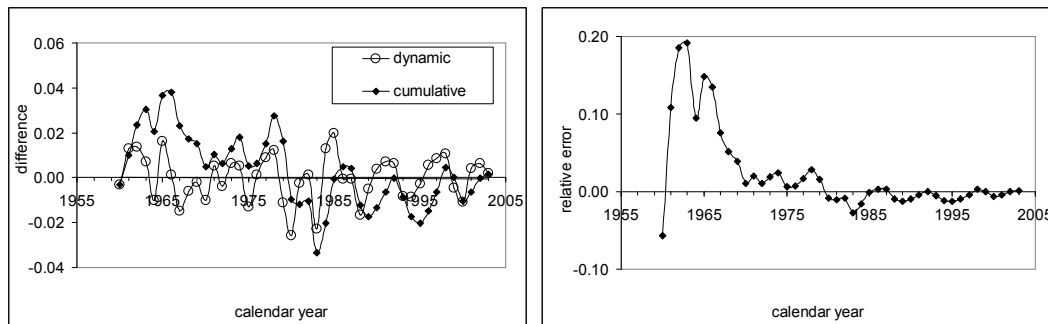 0.06
0.04
0.02
0.00
-0.02
-0.04
1955 1965 1975 1985 1995 2005
difference
calendar year
dynamic
cumulative
0.20
0.10
0.00
-0.10
1955 1965 1975 1985 1995 2005
relative error
calendar year